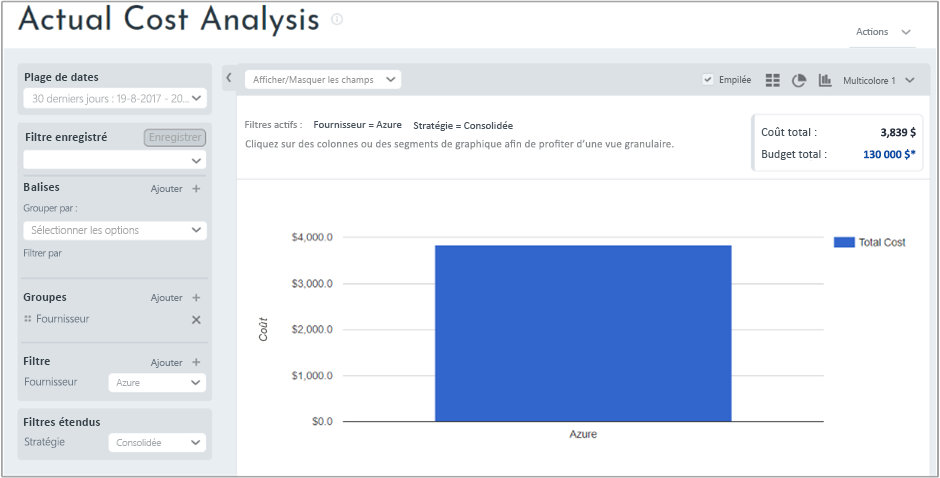 Actual Cost Analysis
Actions
Plage de dates
30 derniers jours : 19-8-2017 - 20...
Filtre enregistré
Enregistrer
Balises
Ajouter +
Grouper par :
Sélectionner les options
Filtrer par
Groupes
Ajouter +
Fournisseur
Filtre
Ajouter +
Fournisseur
Azure
Filtres étendus
Stratégie
Consolidée
Afficher/Masquer les champs
Empilée
Multicolore 1
Filtres actifs : Fournisseur = Azure Stratégie = Consolidée
Cliquez sur des colonnes ou des segments de graphique afin de profiter d'une vue granulaire.
Coût total : 3,839 $
Budget total : 130 000 $*
$4,000.0
$3,000.0
$2,000.0
$1,000.0
$0.0
Coût
Azure
Total Cost